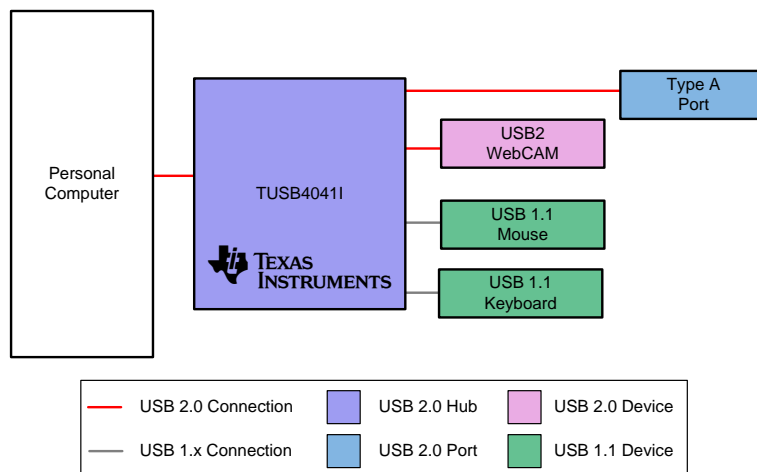 Personal
Computer
TUSB4041I
TEXAS
INSTRUMENTS
Type A
Port
USB2
WebCAM
USB 1.1
Mouse
USB 1.1
Keyboard
USB 2.0 Connection
USB 2.0 Hub
USB 2.0 Device
USB 1.x Connection
USB 2.0 Port
USB 1.1 Device